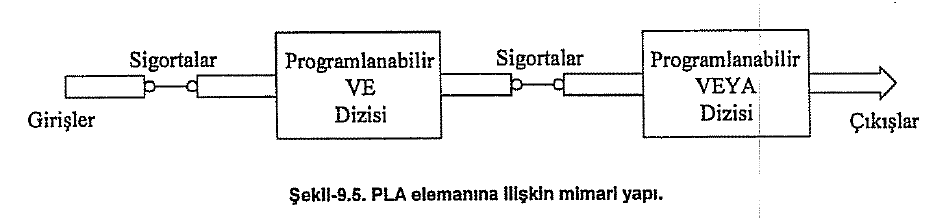 Girişler
Sigortalar
Programlanabilir
VE
Dizisi
Sigortalar
Programlanabilir
VEYA
Dizisi
Çıkışlar
Şekil-9.5. PLA elemanına ilişkin mimari yapı.